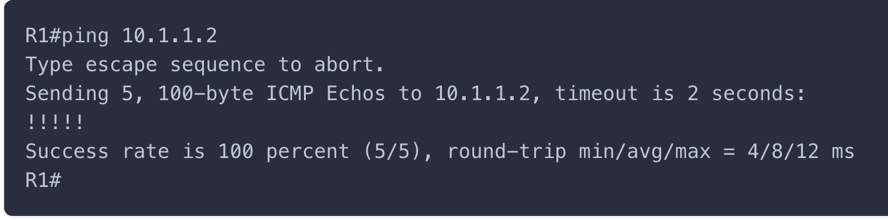 R1#ping 10.1.1.2
Type escape sequence to abort.
Sending 5, 100-byte ICMP Echos to 10.1.1.2, timeout is 2 seconds:
!!!!!
Success rate is 100 percent (5/5), round-trip min/avg/max = 4/8/12 ms
R1#